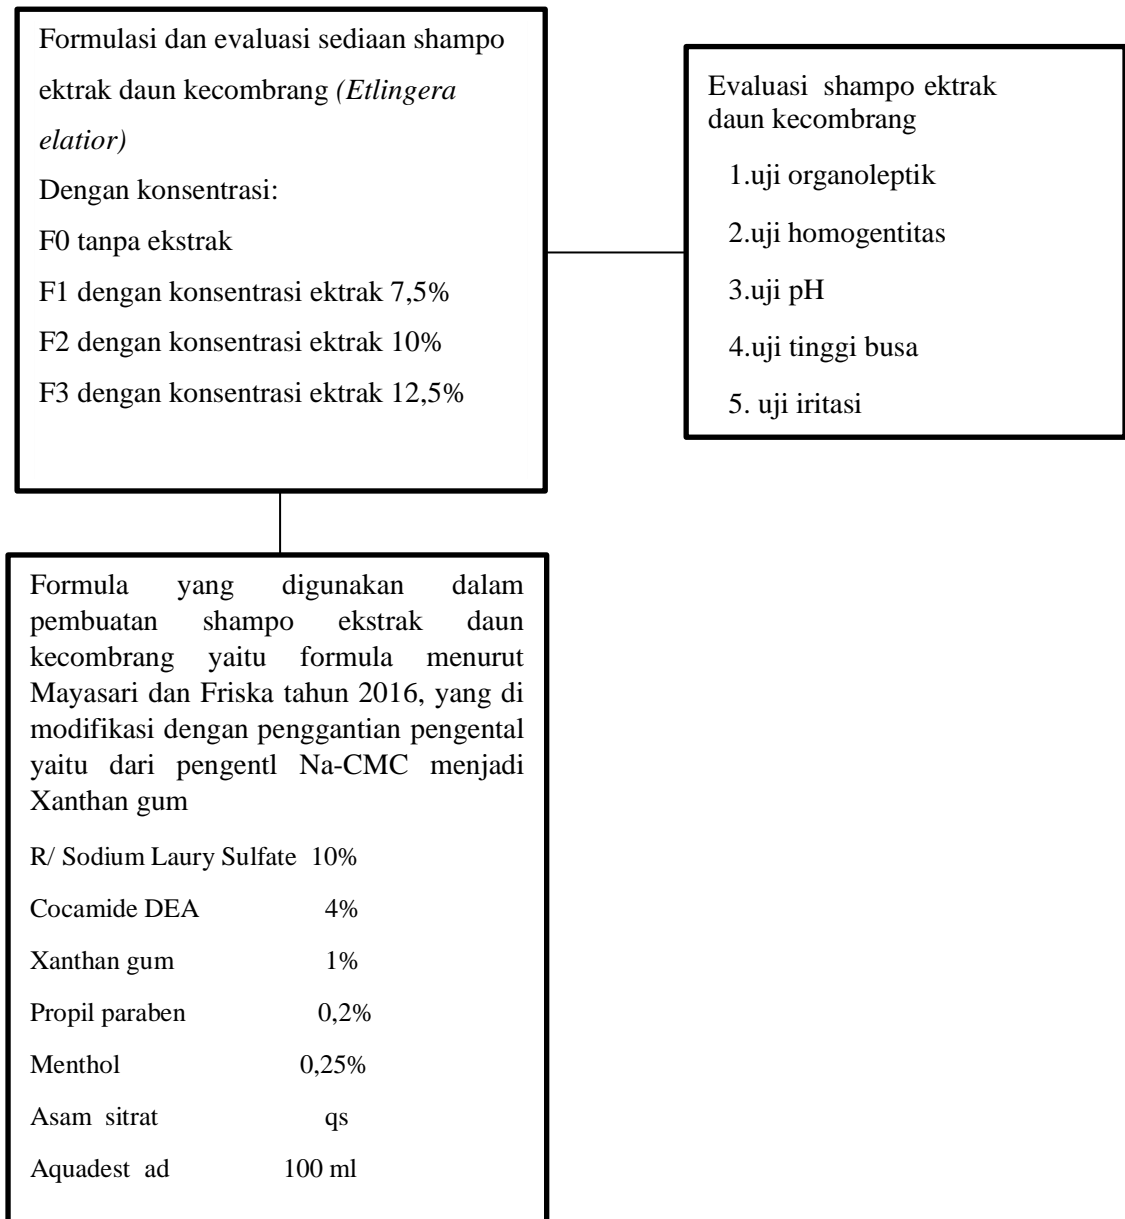 Formulasi dan evaluasi sediaan shampo
ektrak daun kecombrang (Etlingera
elatior)
Dengan konsentrasi:
F0 tanpa ekstrak
F1 dengan konsentrasi ektrak 7,5%
F2 dengan konsentrasi ektrak 10%
F3 dengan konsentrasi ektrak 12,5%
Evaluasi shampo ektrak
daun kecombrang
1.uji organoleptik
2.uji homogentitas
3.uji pH
4.uji tinggi busa
5. uji iritasi
Formula yang digunakan dalam
pembuatan shampo ekstrak daun
kecombrang yaitu formula menurut
Mayasari dan Friska tahun 2016, yang di
modifikasi dengan penggantian pengental
yaitu dari pengentl Na-CMC menjadi
Xanthan gum
R/ Sodium Laury Sulfate 10%
Cocamide DEA 4%
Xanthan gum 1%
Propil paraben 0,2%
Menthol 0,25%
Asam sitrat qs
Aquadest ad 100 ml